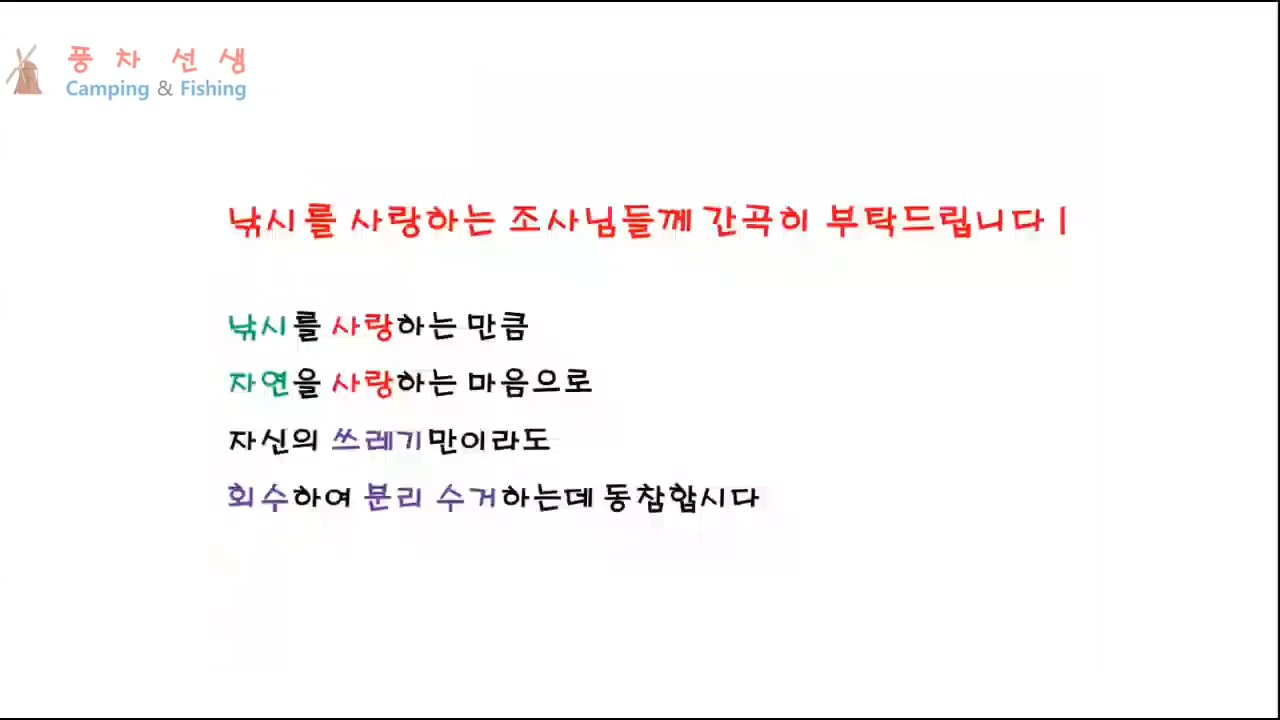 풍차 선생
Camping & Fishing
낚시를 사랑하는 조사님들께 간곡히 부탁드립니다 !
낚시를 사랑하는 만큼
자연을 사랑하는 마음으로
자신의 쓰레기만이라도
회수하여 분리 수거하는데 동참합시다